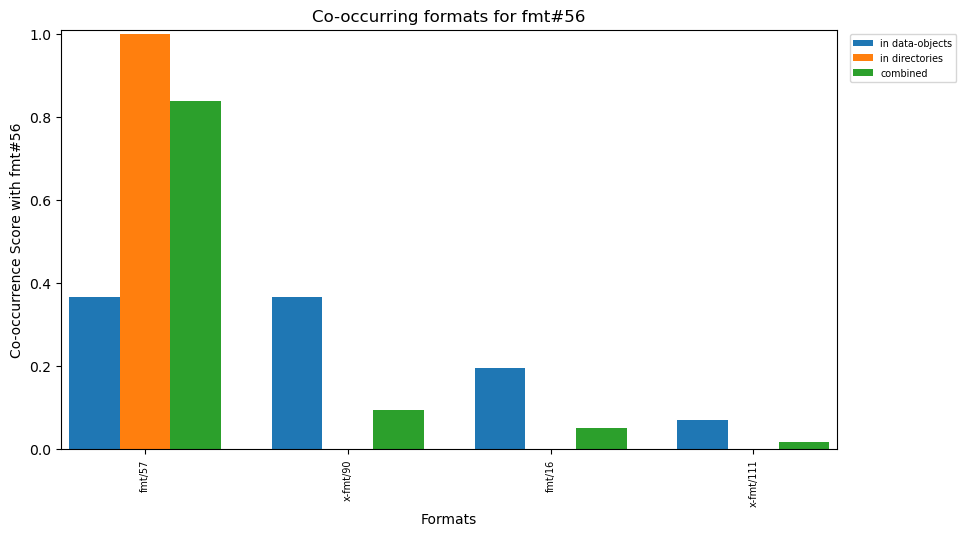 Co-occurring formats for fmt#56
in data-objects
in directories
combined
Co-occurrence Score with fmt#56
1.0
0.8
0.6
0.4
0.2
0.0
fmt/57
x-fmt/90
fmt/16
x-fmt/111
Formats